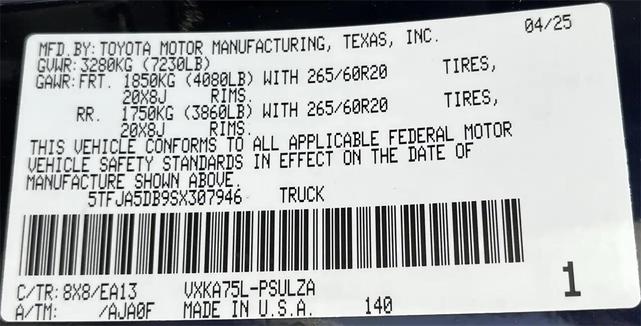 04/25
MFD.BY: TOYOTA MOTOR MANUFACTURING, TEXAS, INC.
GVWR: 3280KG (7230LB)
GAWR: FRT. 1850KG (4080LB) WITH 265/60R20 TIRES,
20X8J RIMS.
RR. 1750KG (3860LB) WITH 265/60R20 TIRES,
20X8J RIMS.
THIS VEHICLE CONFORMS TO ALL APPLICABLE FEDERAL MOTOR
VEHICLE SAFETY STANDARDS IN EFFECT ON THE DATE OF
MANUFACTURE SHOWN ABOVE.
5TFJA5DB9SX307946 TRUCK
C/TR: 8X8/EA13 VXKA75L-PSULZA
A/TM: /AJA0F MADE IN U.S.A. 140
1